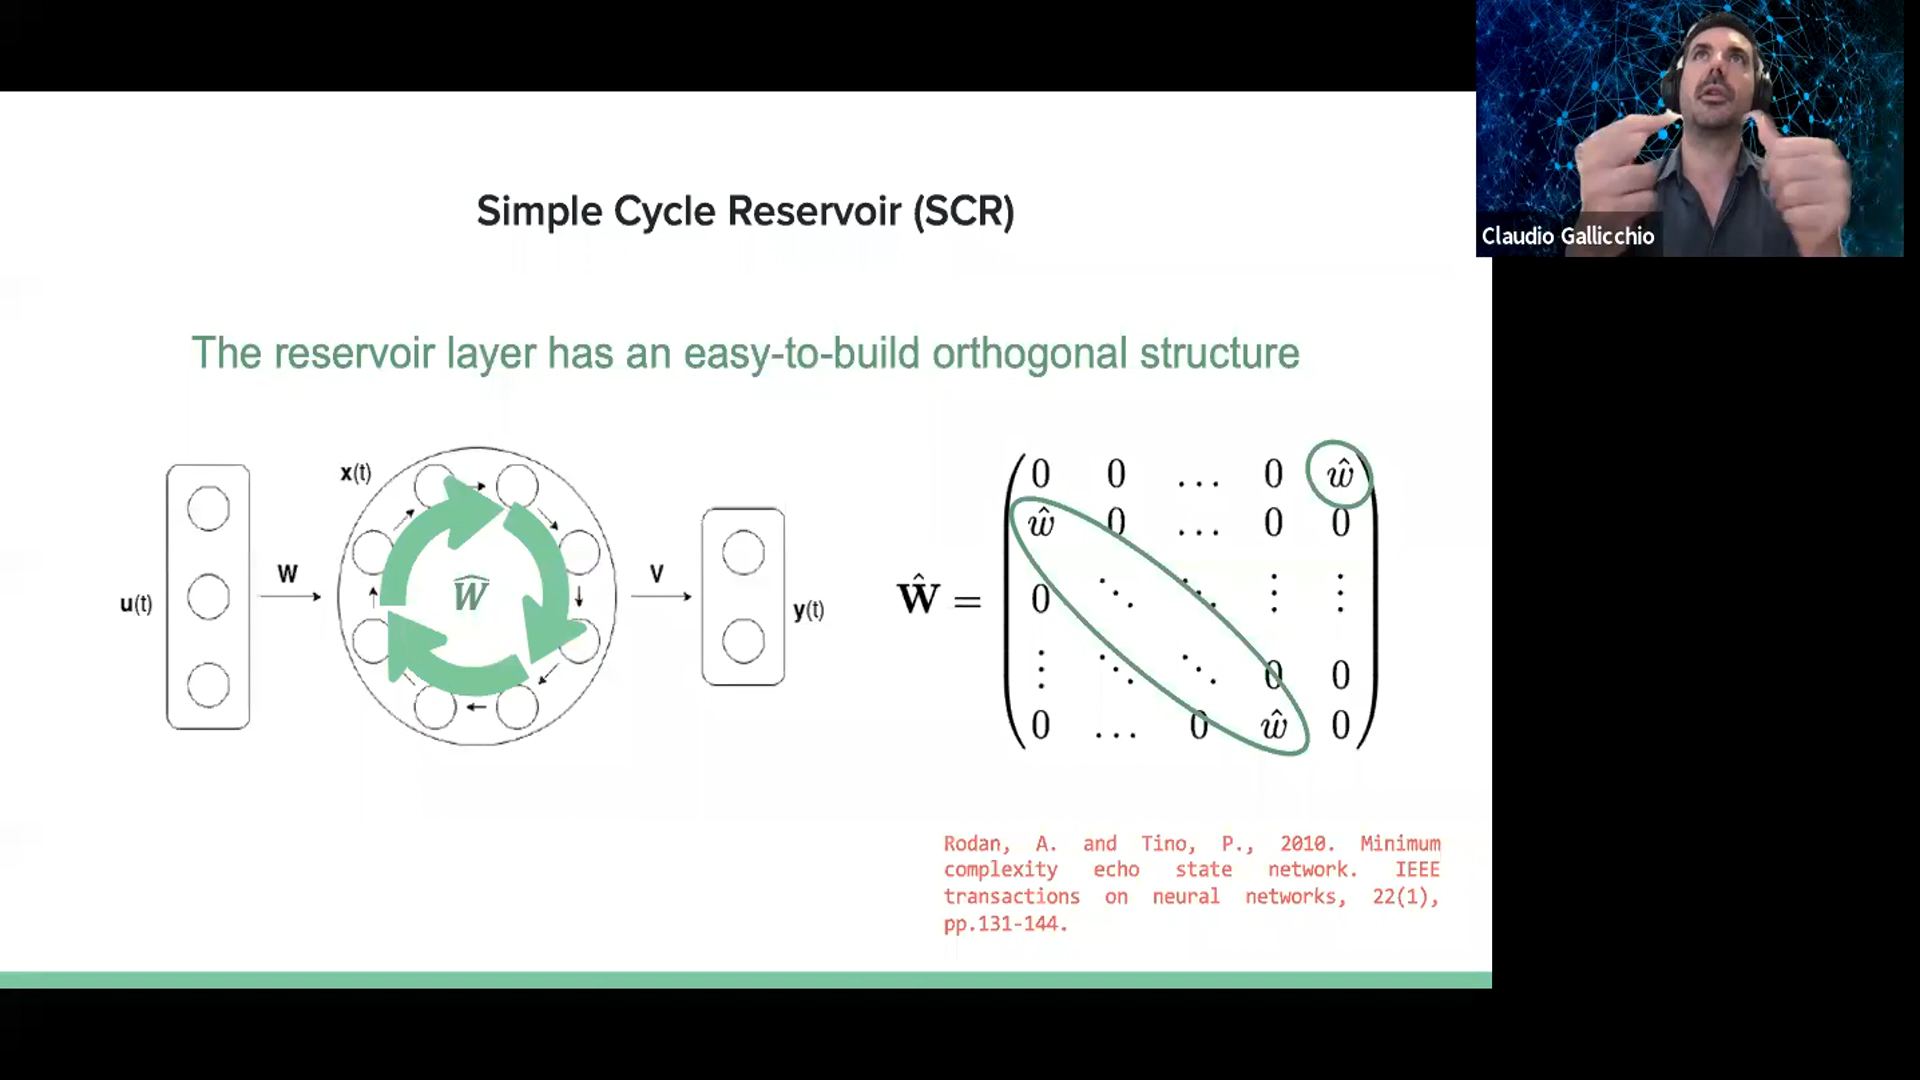 Claudio Gallicchio
Simple Cycle Reservoir (SCR)
The reservoir layer has an easy-to-build orthogonal structure
u(t)
W
x(t)
Ŵ
V
y(t)
Ŵ =
0 0 … 0 ŵ
ŵ 0 … 0 0
0 ⋱ ⋱ ⋮ ⋮
⋮ ⋱ ⋱ 0 0
0 … 0 ŵ 0
Rodan, A. and Tino, P., 2010. Minimum
complexity echo state network. IEEE
transactions on neural networks, 22(1),
pp.131-144.